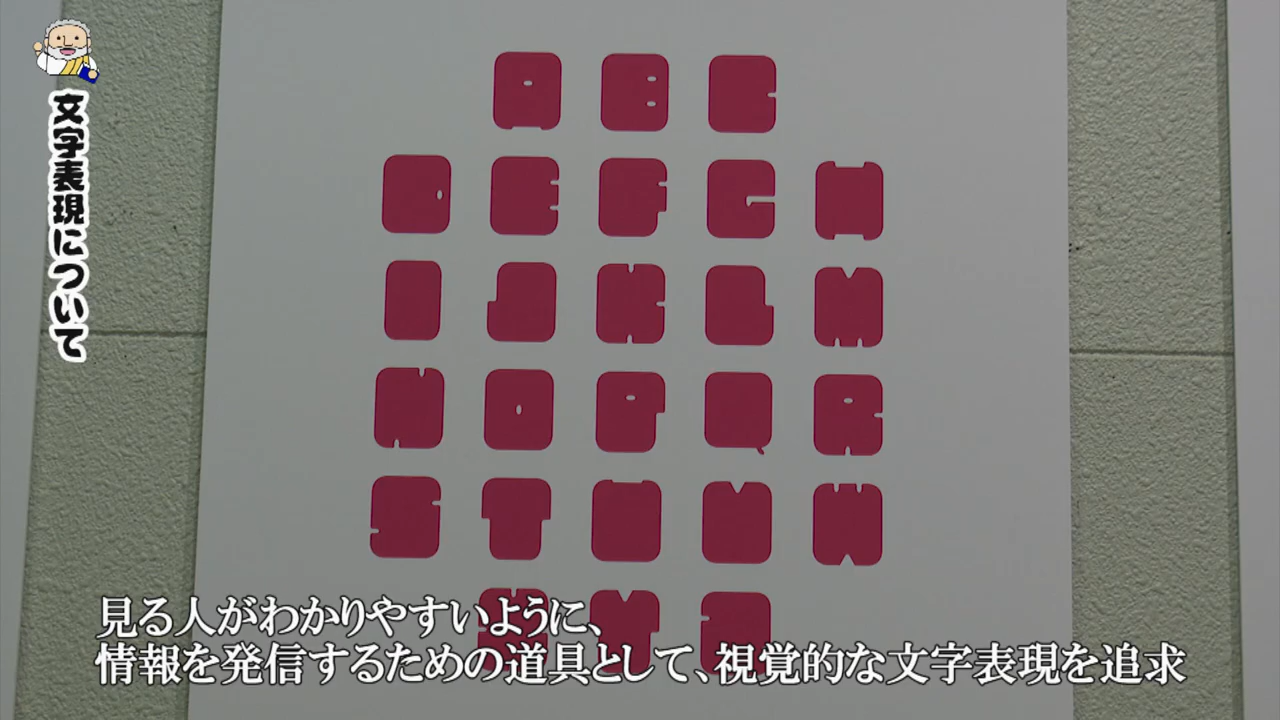 文字表現について
A B C
D E F G H
I J K L M
N O P Q R
S T U V W
X Y Z
見る人がわかりやすいように、
情報を発信するための道具として、視覚的な文字表現を追求